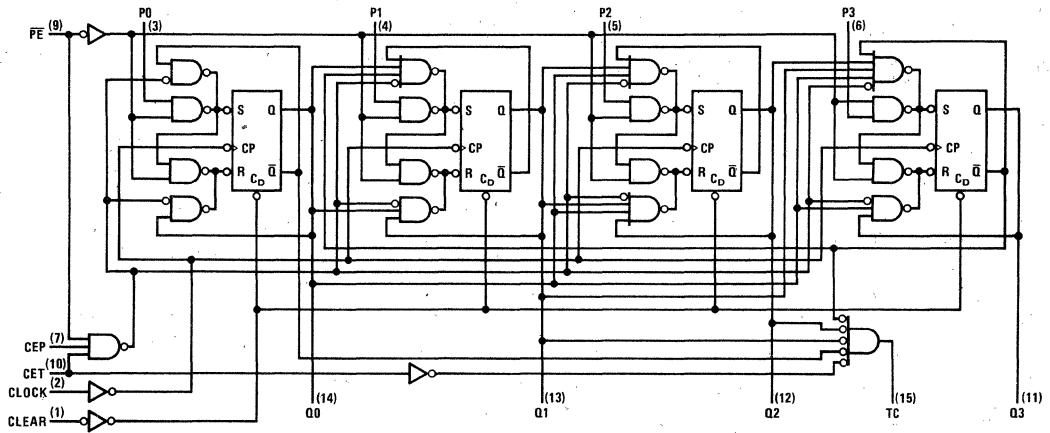 P0 P1 P2 P3
PE (9) (3) (4) (5) (6)
S Q S Q S Q S Q
CP CP CP CP
R CD Q R CD Q R CD Q R CD Q
CEP (7)
CET (10)
CLOCK (2)
CLEAR (1)
(14) (13) (12) (15) (11)
Q0 Q1 Q2 TC Q3